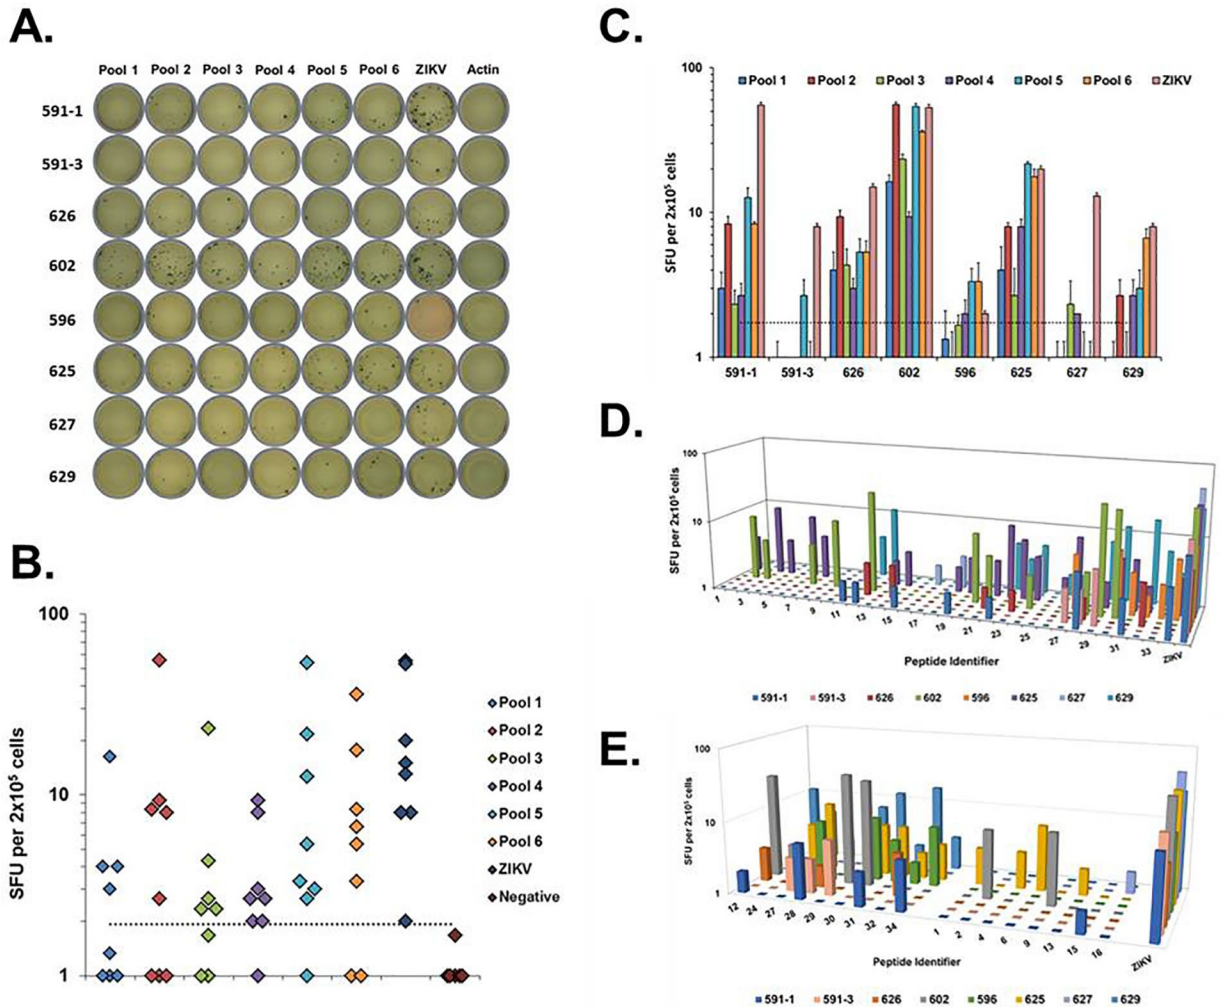 A.
Pool 1 Pool 2 Pool 3 Pool 4 Pool 5 Pool 6 ZIKV Actin
591-1
591-3
626
602
596
625
627
629
B.
SFU per 2x10⁵ cells
100
10
1
Pool 1
Pool 2
Pool 3
Pool 4
Pool 5
Pool 6
ZIKV
Negative
C.
SFU per 2x10⁵ cells
100
10
1
Pool 1 Pool 2 Pool 3 Pool 4 Pool 5 Pool 6 ZIKV
591-1 591-3 626 602 596 625 627 629
D.
SFU per 2x10⁵ cells
100
10
1
1 3 5 7 9 11 13 15 17 19 21 23 25 27 29 31 33 ZIKV
Peptide Identifier
591-1 591-3 626 602 596 625 627 629
E.
SFU per 2x10⁵ cells
100
10
1
12 24 27 28 29 30 31 32 34 1 2 4 6 9 13 15 16 ZIKV
Peptide Identifier
591-1 591-3 626 602 596 625 627 629